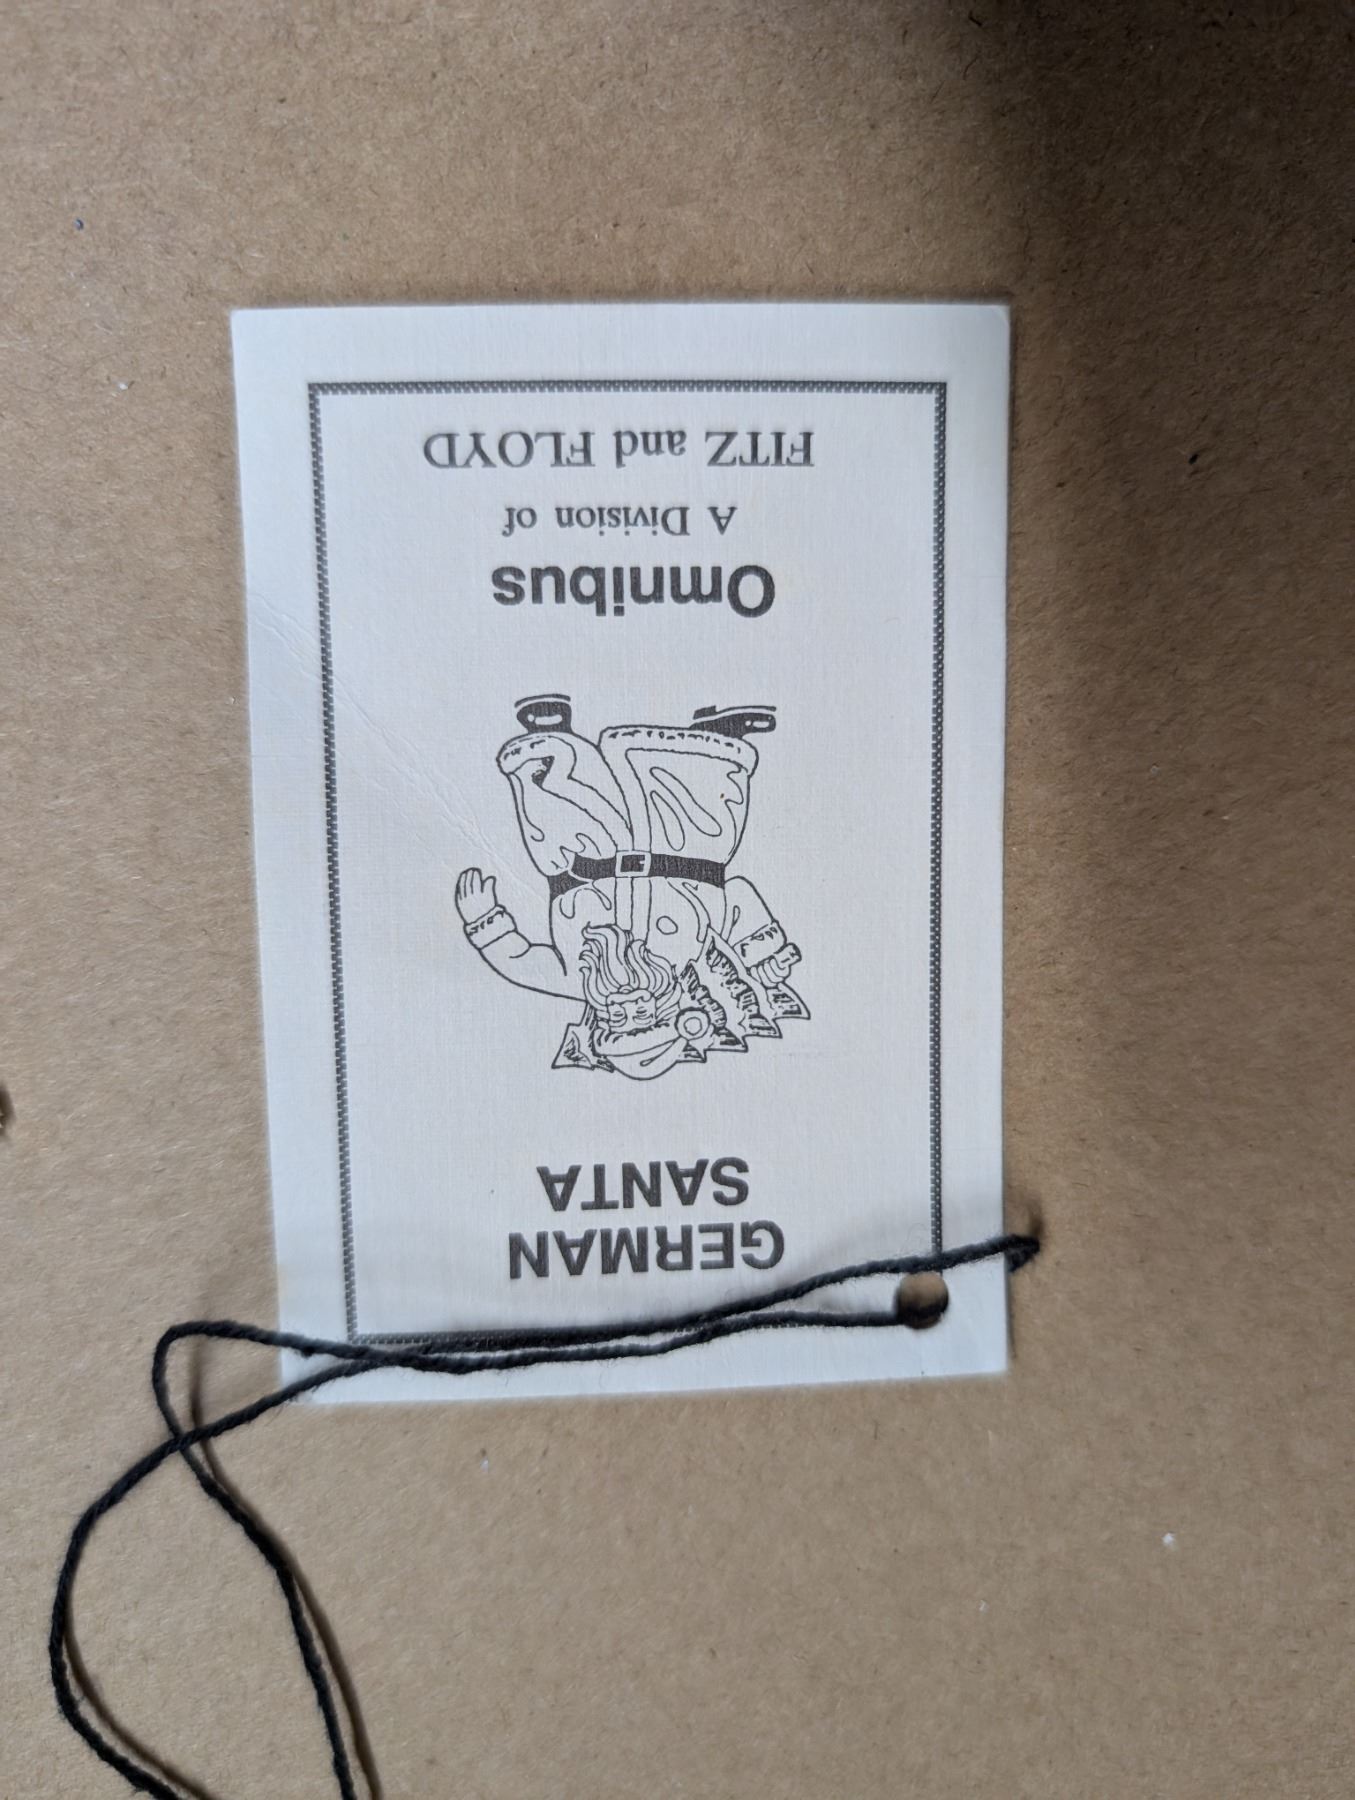 GERMAN
SANTA
Omnibus
A Division of
FITZ and FLOYD